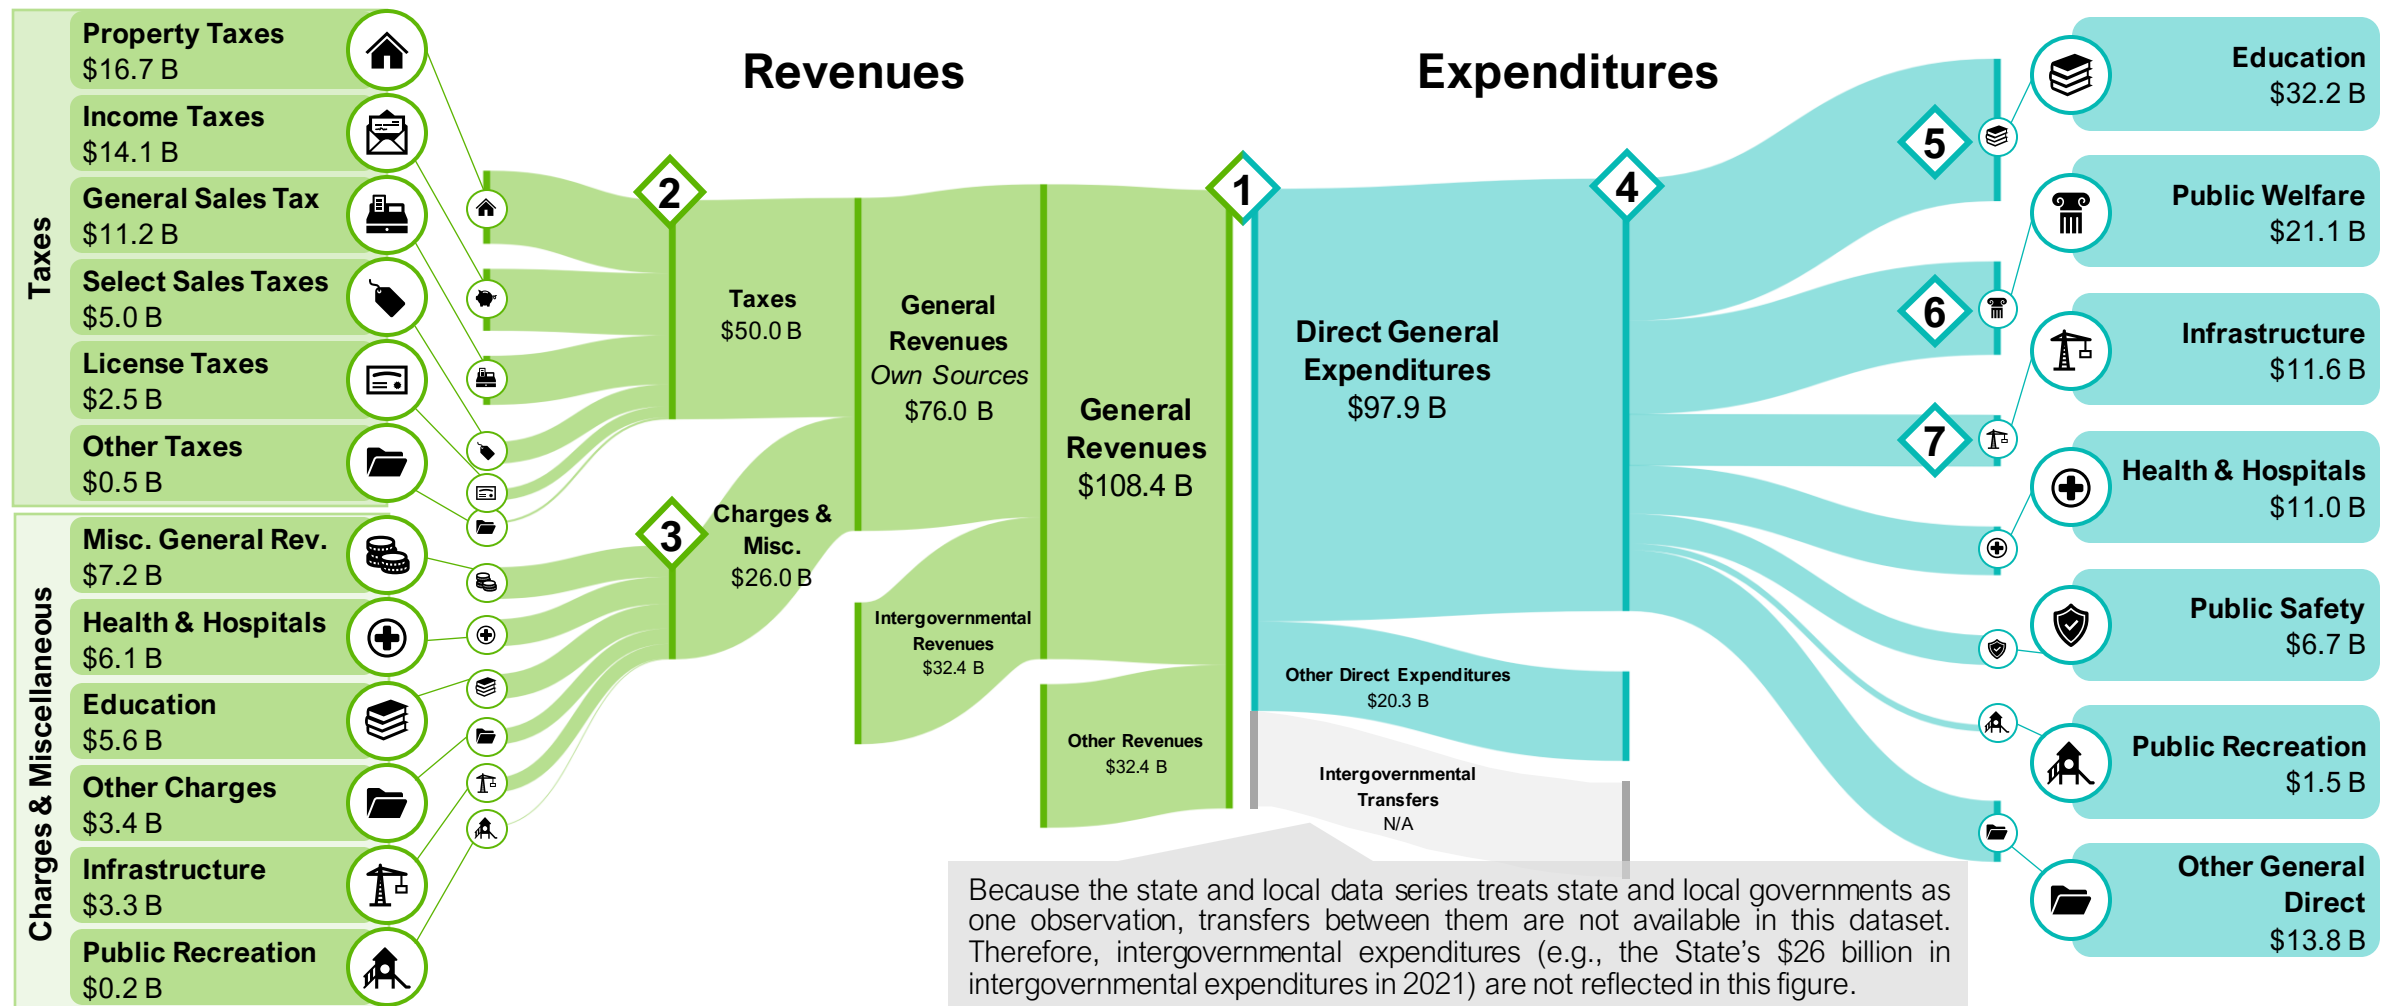 Revenues
Expenditures
Taxes
Property Taxes
$16.7 B
Income Taxes
$14.1 B
General Sales Tax
$11.2 B
Select Sales Taxes
$5.0 B
License Taxes
$2.5 B
Other Taxes
$0.5 B
Charges & Miscellaneous
Misc. General Rev.
$7.2 B
Health & Hospitals
$6.1 B
Education
$5.6 B
Other Charges
$3.4 B
Infrastructure
$3.3 B
Public Recreation
$0.2 B
2
Taxes
$50.0 B
3
Charges &
Misc.
$26.0 B
General
Revenues
Own Sources
$76.0 B
Intergovernmental
Revenues
$32.4 B
General
Revenues
$108.4 B
Other Revenues
$32.4 B
1
Direct General
Expenditures
$97.9 B
Other Direct Expenditures
$20.3 B
Intergovernmental
Transfers
N/A
4
5
6
7
Education
$32.2 B
Public Welfare
$21.1 B
Infrastructure
$11.6 B
Health & Hospitals
$11.0 B
Public Safety
$6.7 B
Public Recreation
$1.5 B
Other General
Direct
$13.8 B
Because the state and local data series treats state and local governments as
one observation, transfers between them are not available in this dataset.
Therefore, intergovernmental expenditures (e.g., the State's $26 billion in
intergovernmental expenditures in 2021) are not reflected in this figure.